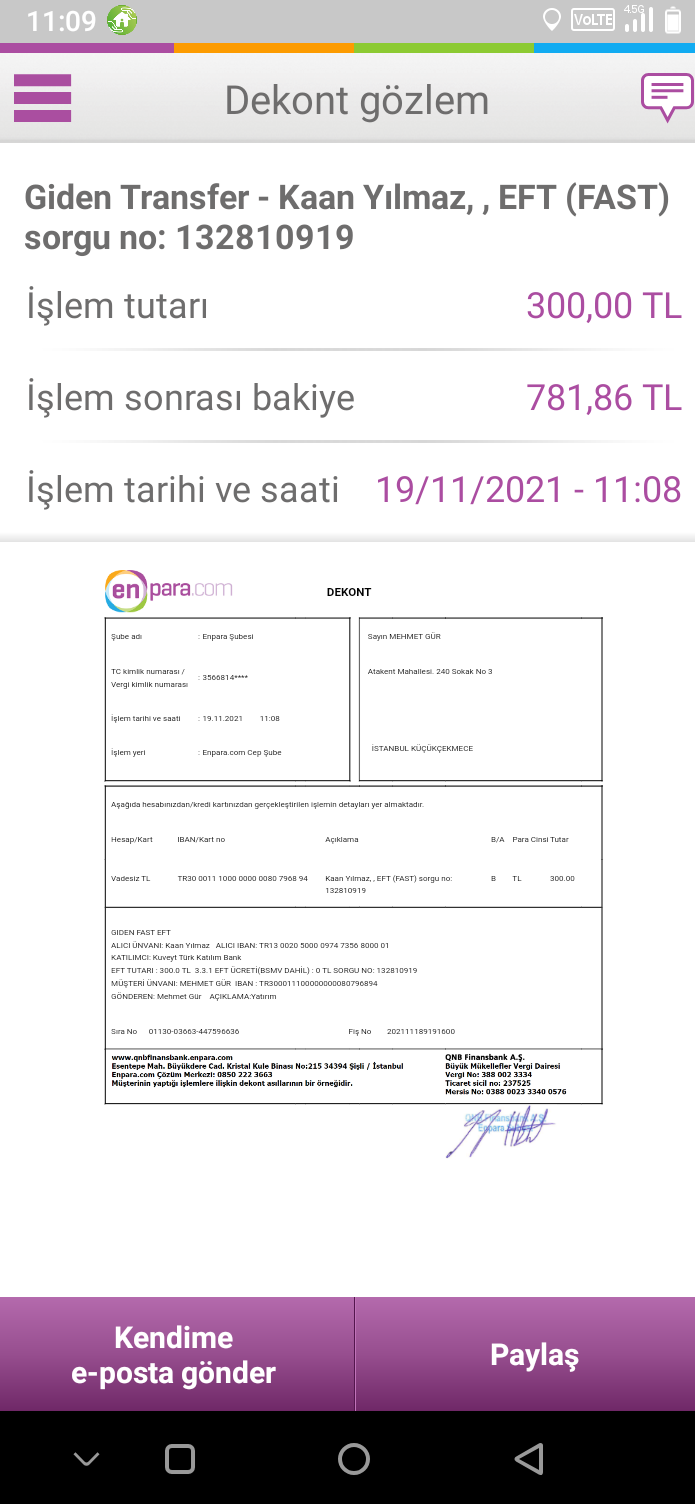 11:09
VoLTE
4.5G
Dekont gözlem
Giden Transfer - Kaan Yılmaz, , EFT (FAST)
sorgu no: 132810919
İşlem tutarı 300,00 TL
İşlem sonrası bakiye 781,86 TL
İşlem tarihi ve saati 19/11/2021 - 11:08
enpara.com
DEKONT
Şube adı : Enpara Şubesi
TC kimlik numarası /
Vergi kimlik numarası : 3566814****
İşlem tarihi ve saati : 19.11.2021 11:08
İşlem yeri : Enpara.com Cep Şube
Sayın MEHMET GÜR
Atakent Mahallesi. 240 Sokak No 3
İSTANBUL KÜÇÜKÇEKMECE
Aşağıda hesabınızdan/kredi kartınızdan gerçekleştirilen işlemin detayları yer almaktadır.
Hesap/Kart IBAN/Kart no Açıklama B/A Para Cinsi Tutar
Vadesiz TL TR30 0011 1000 0000 0080 7968 94 Kaan Yılmaz, , EFT (FAST) sorgu no: B TL 300.00
132810919
GIDEN FAST EFT
ALICI ÜNVANI: Kaan Yılmaz ALICI IBAN: TR13 0020 5000 0974 7356 8000 01
KATILIMCI: Kuveyt Türk Katılım Bank
EFT TUTARI : 300.0 TL 3.3.1 EFT ÜCRETİ(BSMV DAHİL) : 0 TL SORGU NO: 132810919
MÜŞTERİ ÜNVANI: MEHMET GÜR IBAN : TR300011100000000080796894
GÖNDEREN: Mehmet Gür AÇIKLAMA:Yatırım
Sıra No 01130-03663-447596636 Fiş No 202111189191600
www.qnbfinansbank.enpara.com
Esentepe Mah. Büyükdere Cad. Kristal Kule Binası No:215 34394 Şişli / İstanbul
Enpara.com Çözüm Merkezi: 0850 222 3663
Müşterinin yaptığı işlemlere ilişkin dekont asıllarının bir örneğidir.
QNB Finansbank A.Ş.
Büyük Mükellefler Vergi Dairesi
Vergi No: 388 002 3334
Ticaret sicil no: 237525
Mersis No: 0388 0023 3340 0576
QNB Finansbank A.Ş.
Kendime
e-posta gönder
Paylaş